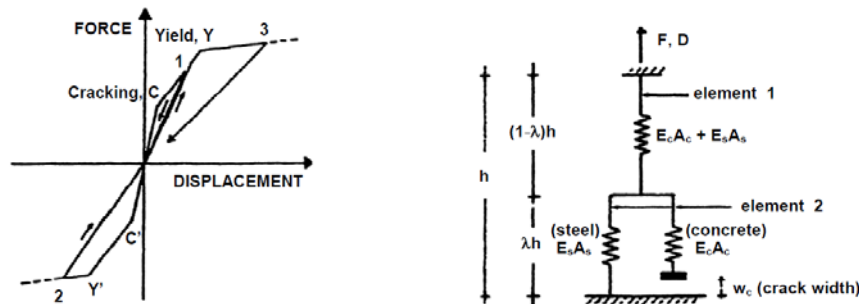 FORCE
Yield, Y
3
1
Cracking, C
DISPLACEMENT
C'
2
Y'
F, D
element 1
(1-λ)h
E_cA_c + E_sA_s
h
element 2
λh
(steel)
E_sA_s
(concrete)
E_cA_c
w_c (crack width)